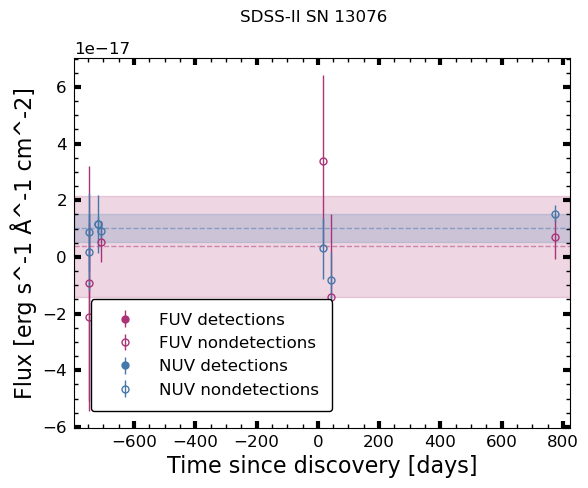 SDSS-II SN 13076
1e−17
6
4
2
0
−2
−4
−6
Flux [erg s^-1 Å^-1 cm^-2]
FUV detections
FUV nondetections
NUV detections
NUV nondetections
−600 −400 −200 0 200 400 600 800
Time since discovery [days]